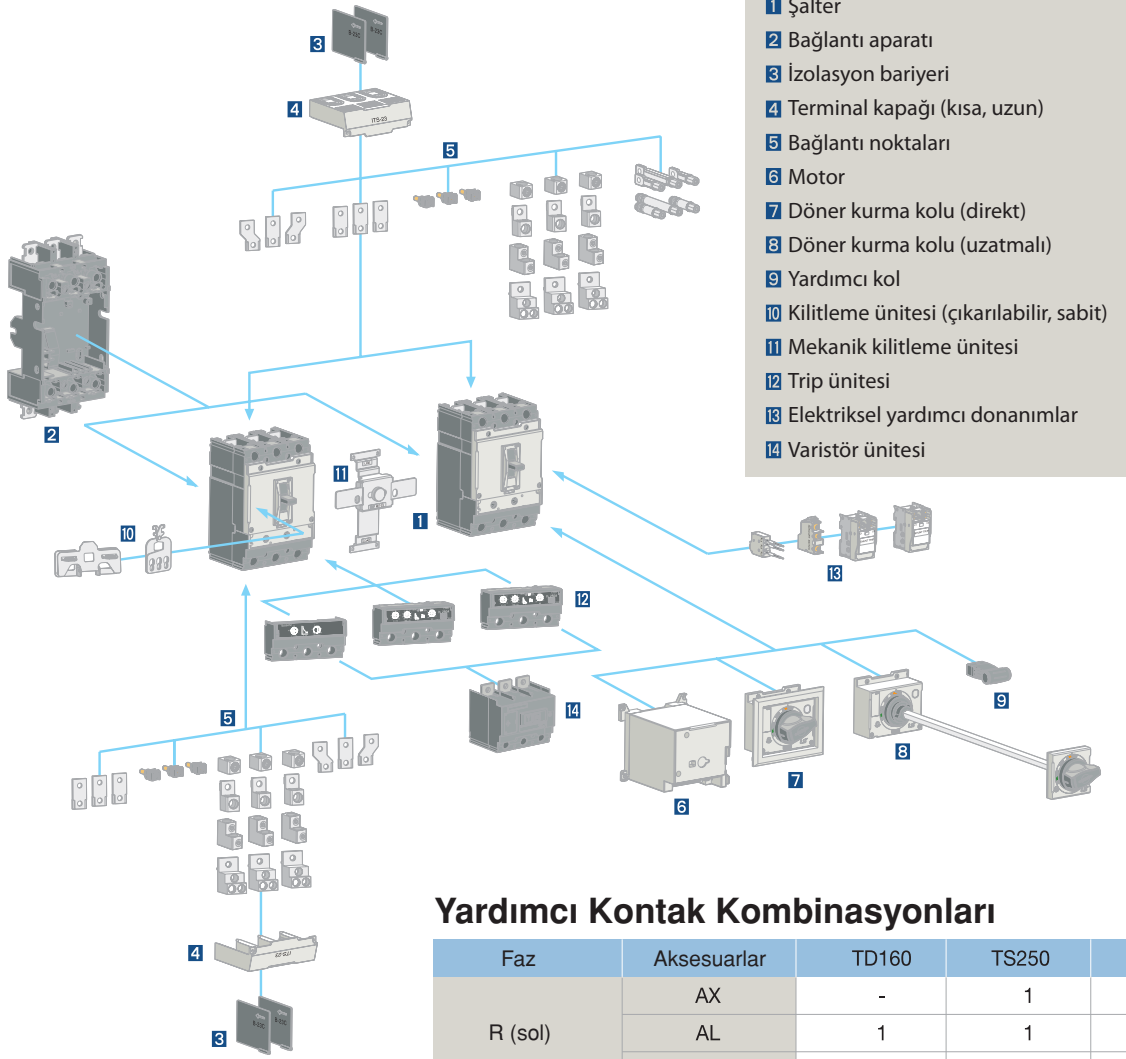 1 Şalter
2 Bağlantı aparatı
3 İzolasyon bariyeri
4 Terminal kapağı (kısa, uzun)
5 Bağlantı noktaları
6 Motor
7 Döner kurma kolu (direkt)
8 Döner kurma kolu (uzatmalı)
9 Yardımcı kol
10 Kilitleme ünitesi (çıkarılabilir, sabit)
11 Mekanik kilitleme ünitesi
12 Trip ünitesi
13 Elektriksel yardımcı donanımlar
14 Varistör ünitesi
3
4
ITS-23
5
2
11
10
1
13
12
14
9
5
8
7
6
4
3
Yardımcı Kontak Kombinasyonları
Faz Aksesuarlar TD160 TS250
R (sol) AX - 1
AL 1 1